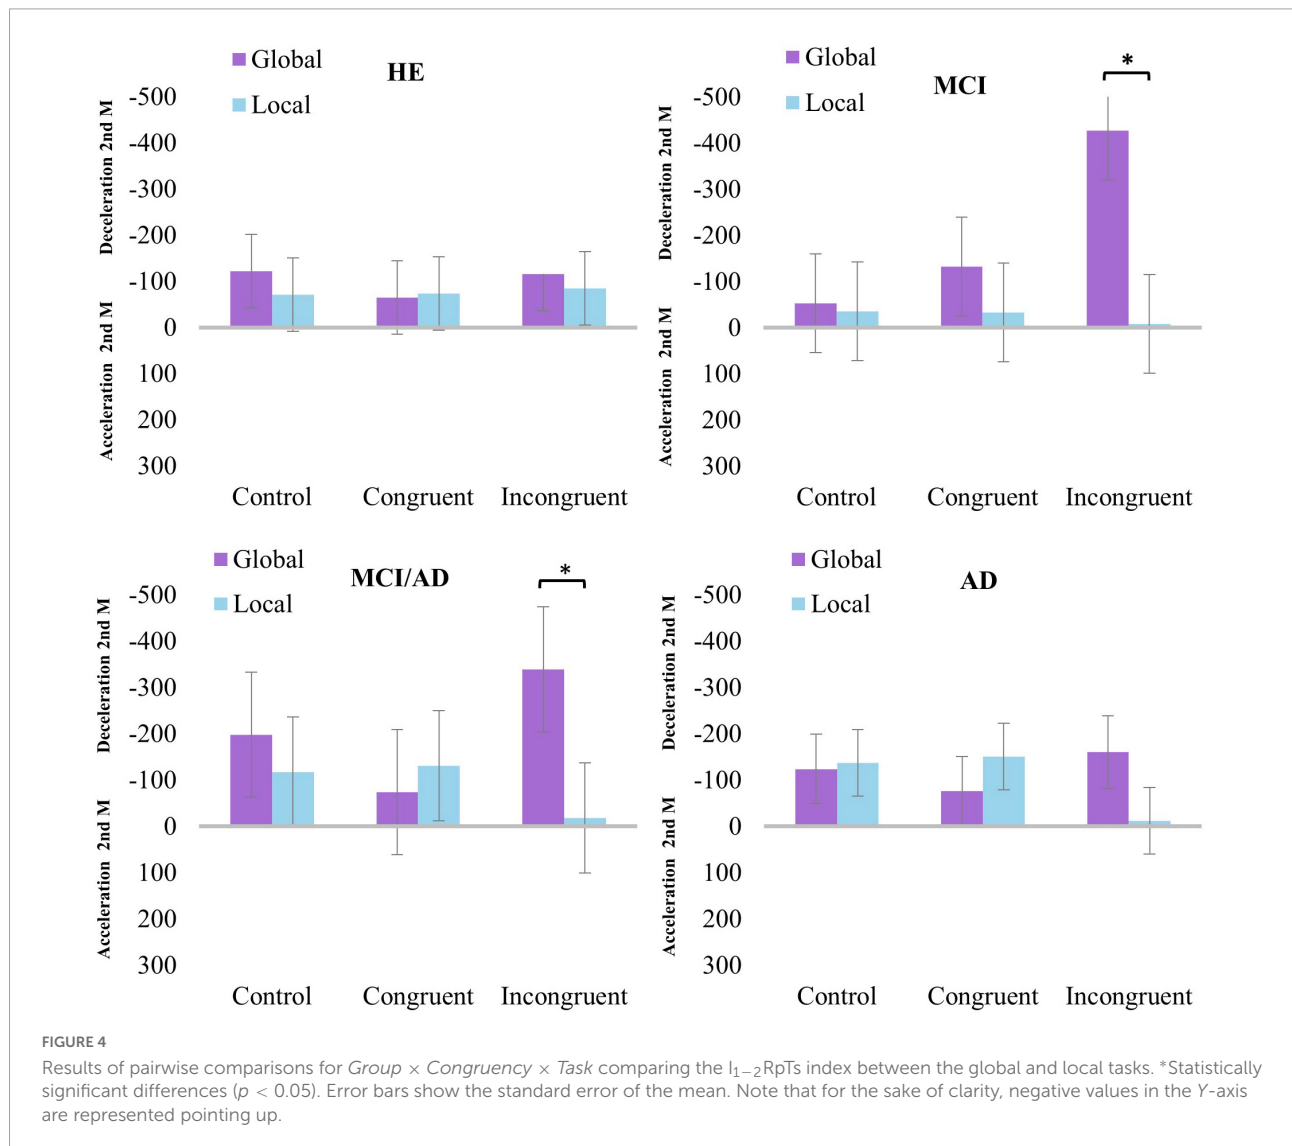 Global
Local
HE
Deceleration 2nd M
Acceleration 2nd M
-500
-400
-300
-200
-100
0
100
200
300
Control Congruent Incongruent
Global
Local
MCI
*
Deceleration 2nd M
Acceleration 2nd M
-500
-400
-300
-200
-100
0
100
200
300
Control Congruent Incongruent
Global
Local
MCI/AD
*
Deceleration 2nd M
Acceleration 2nd M
-500
-400
-300
-200
-100
0
100
200
300
Control Congruent Incongruent
Global
Local
AD
Deceleration 2nd M
Acceleration 2nd M
-500
-400
-300
-200
-100
0
100
200
300
Control Congruent Incongruent
FIGURE 4
Results of pairwise comparisons for Group × Congruency × Task comparing the I₁₋₂RpTs index between the global and local tasks. *Statistically
significant differences (p < 0.05). Error bars show the standard error of the mean. Note that for the sake of clarity, negative values in the Y-axis
are represented pointing up.